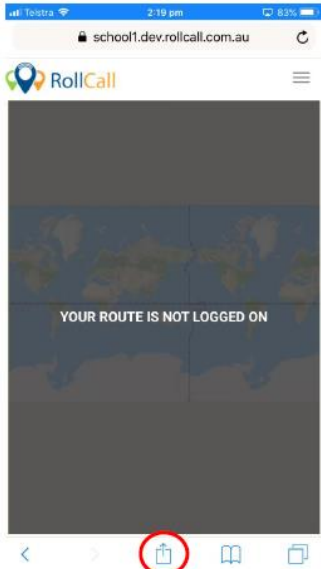 Telstra 2:19 pm 83%
school1.dev.rollcall.com.au
RollCall
YOUR ROUTE IS NOT LOGGED ON